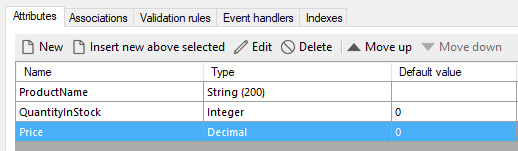 Attributes Associations Validation rules Event handlers Indexes
New Insert new above selected Edit Delete Move up Move down
Name Type Default value
ProductName String (200)
QuantityInStock Integer 0
Price Decimal 0